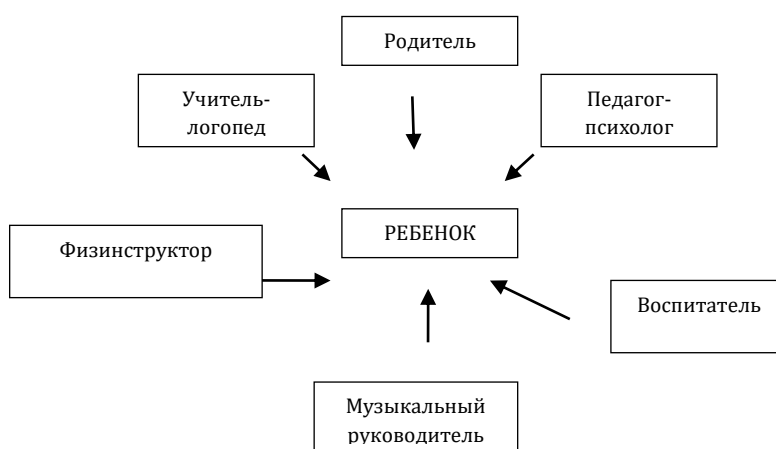 Родитель
Учитель-
логопед
Педагог-
психолог
РЕБЕНОК
Физинструктор
Воспитатель
Музыкальный
руководитель